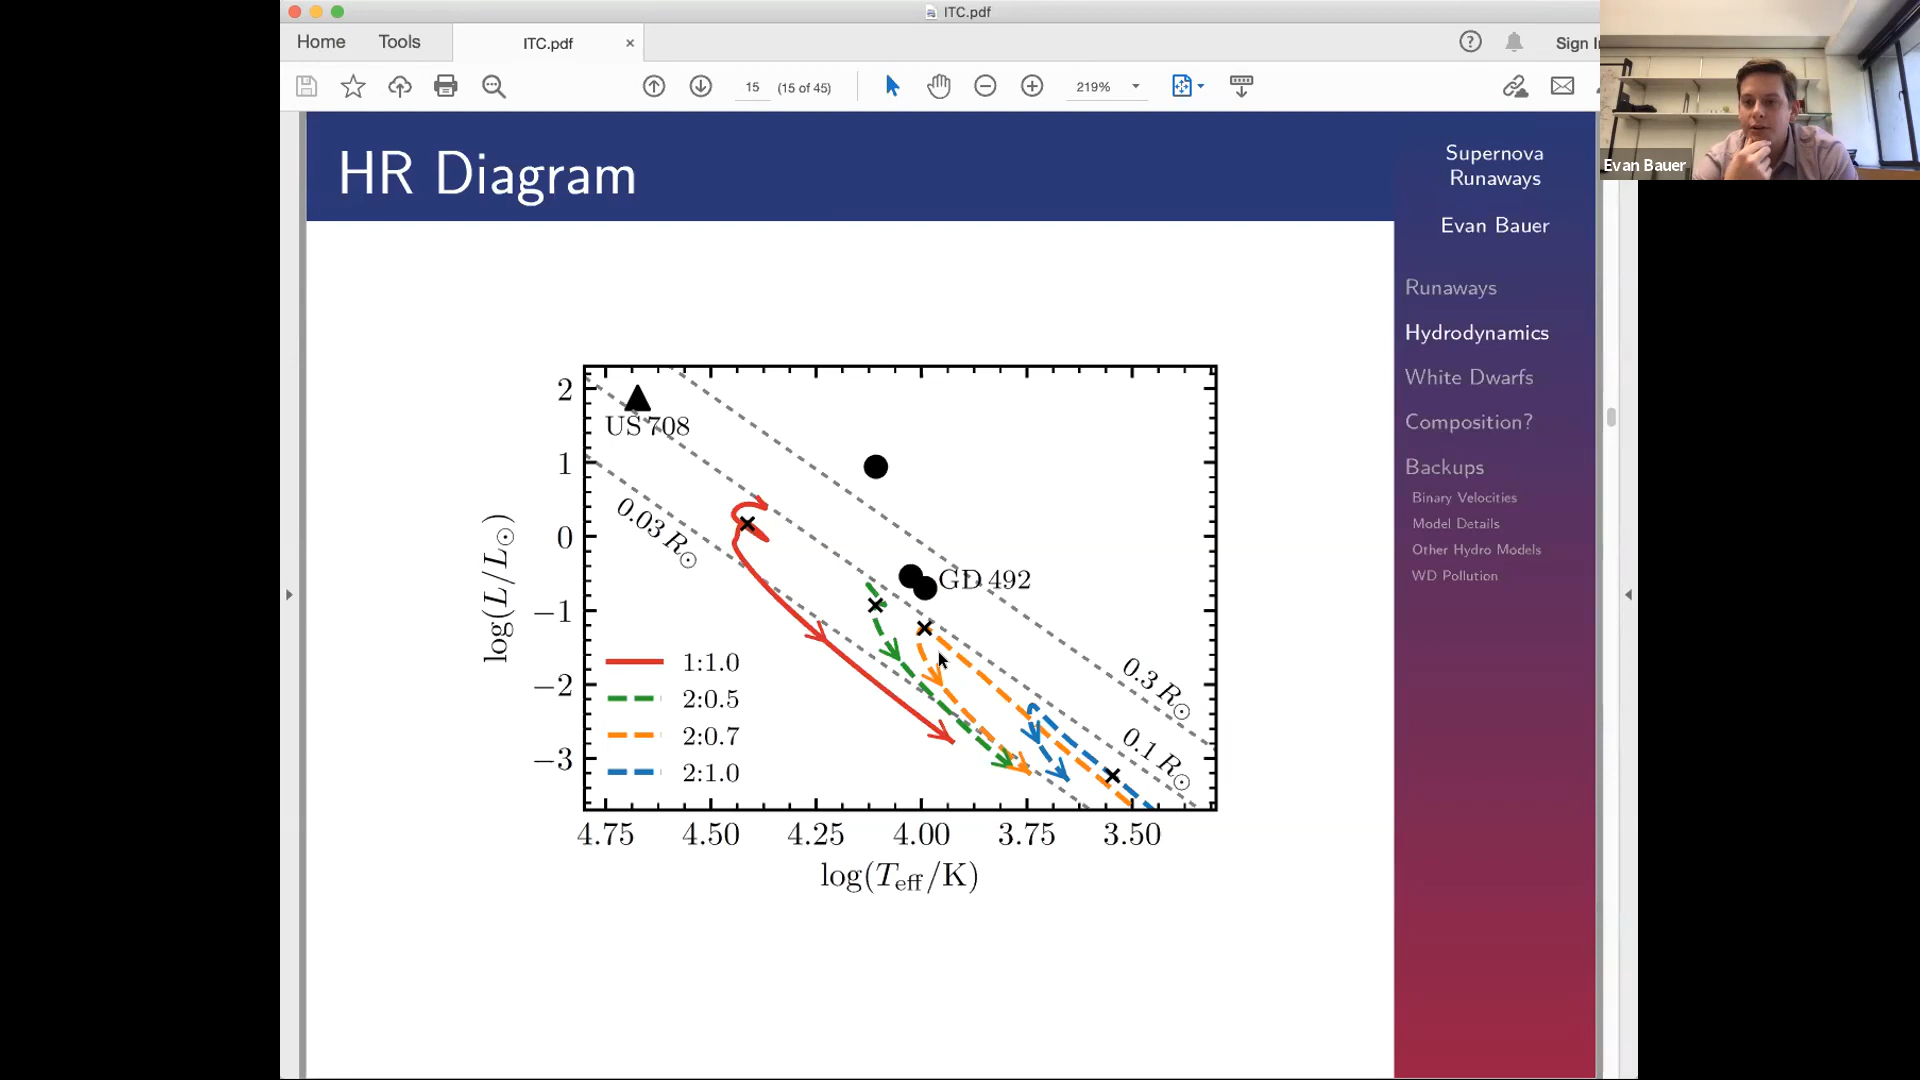 ITC.pdf
Home Tools ITC.pdf × Sign I
15 (15 of 45) 219%
Evan Bauer
HR Diagram
Supernova
Runaways
Evan Bauer
Runaways
Hydrodynamics
White Dwarfs
Composition?
Backups
Binary Velocities
Model Details
Other Hydro Models
WD Pollution
2
1
0
−1
−2
−3
log(L/L☉)
US 708
0.03 R☉
GD 492
0.3 R☉
0.1 R☉
1:1.0
2:0.5
2:0.7
2:1.0
4.75 4.50 4.25 4.00 3.75 3.50
log(Teff/K)